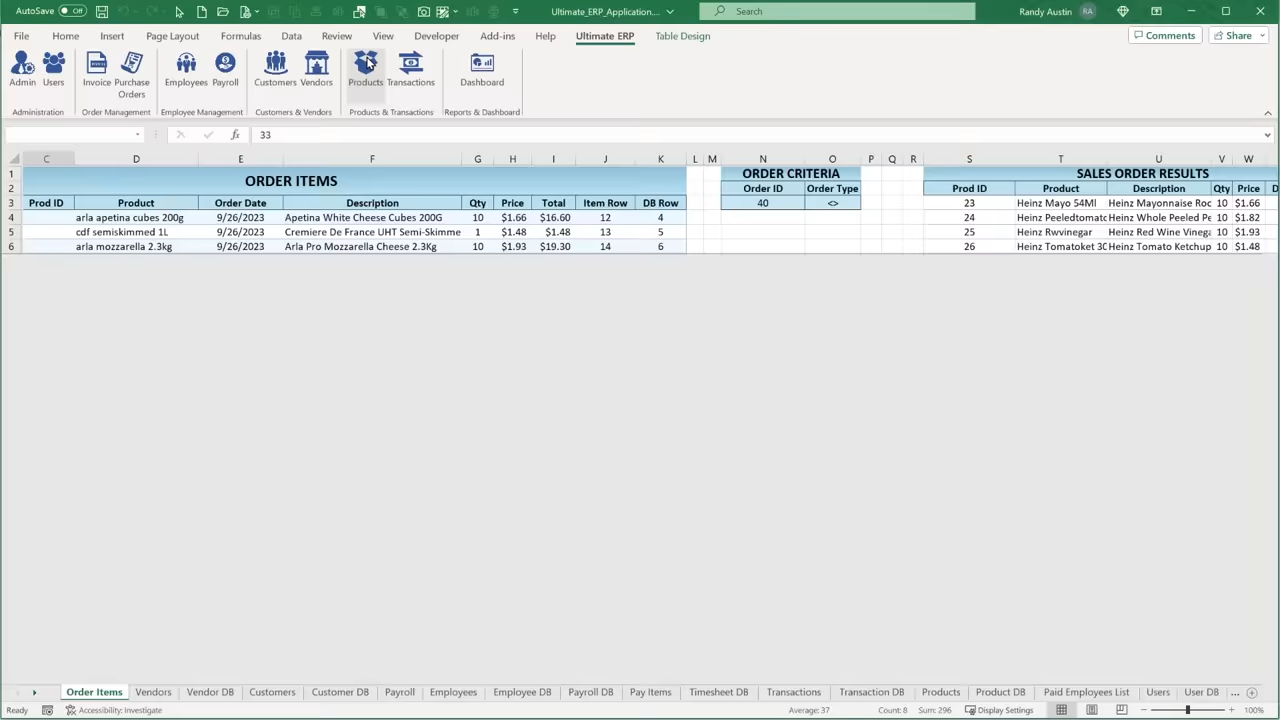 AutoSave Off Ultimate_ERP_Application.... Search Randy Austin RA
File Home Insert Page Layout Formulas Data Review View Developer Add-ins Help Ultimate ERP Table Design Comments Share
Admin Users Invoice Purchase Orders Employees Payroll Customers Vendors Products Transactions Dashboard
Administration Order Management Employee Management Customers & Vendors Products & Transactions Reports & Dashboard
fx 33
C D E F G H I J K L M N O P Q R S T U V W
1 ORDER ITEMS ORDER CRITERIA SALES ORDER RESULTS
2 Order ID Order Type Prod ID Product Description Qty Price D
3 Prod ID Product Order Date Description Qty Price Total Item Row DB Row 40 <> 23 Heinz Mayo 54Ml Heinz Mayonnaise Roc 10 $1.66
4 arla apetina cubes 200g 9/26/2023 Apetina White Cheese Cubes 200G 10 $1.66 $16.60 12 4 24 Heinz Peeledtomato Heinz Whole Peeled Pe 10 $1.82
5 cdf semiskimmed 1L 9/26/2023 Cremiere De France UHT Semi-Skimme 1 $1.48 $1.48 13 5 25 Heinz Rwvinegar Heinz Red Wine Vinega 10 $1.93
6 arla mozzarella 2.3kg 9/26/2023 Arla Pro Mozzarella Cheese 2.3Kg 10 $1.93 $19.30 14 6 26 Heinz Tomatoket 30 Heinz Tomato Ketchup 10 $1.48
Order Items Vendors Vendor DB Customers Customer DB Payroll Employees Employee DB Payroll DB Pay Items Timesheet DB Transactions Transaction DB Products Product DB Paid Employees List Users User DB ...
Ready Accessibility: Investigate Average: 37 Count: 8 Sum: 296 Display Settings 100%